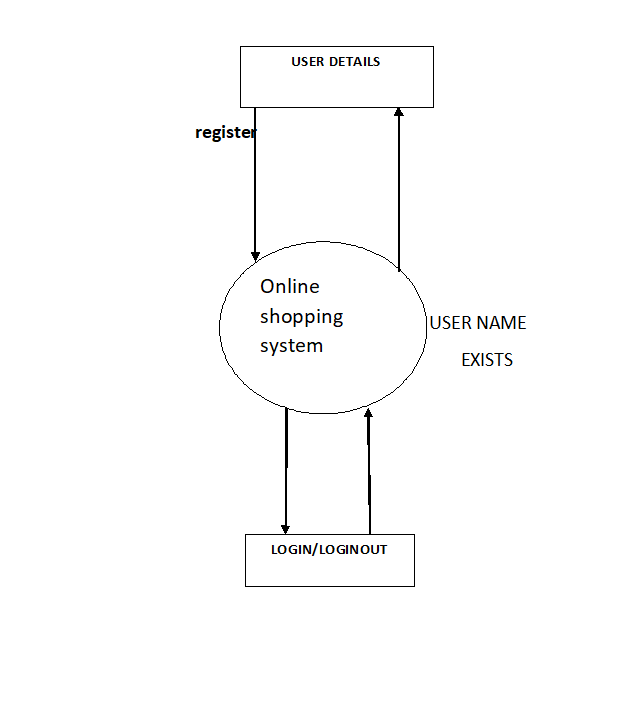 USER DETAILS
register
Online
shopping
system
USER NAME
EXISTS
LOGIN/LOGINOUT